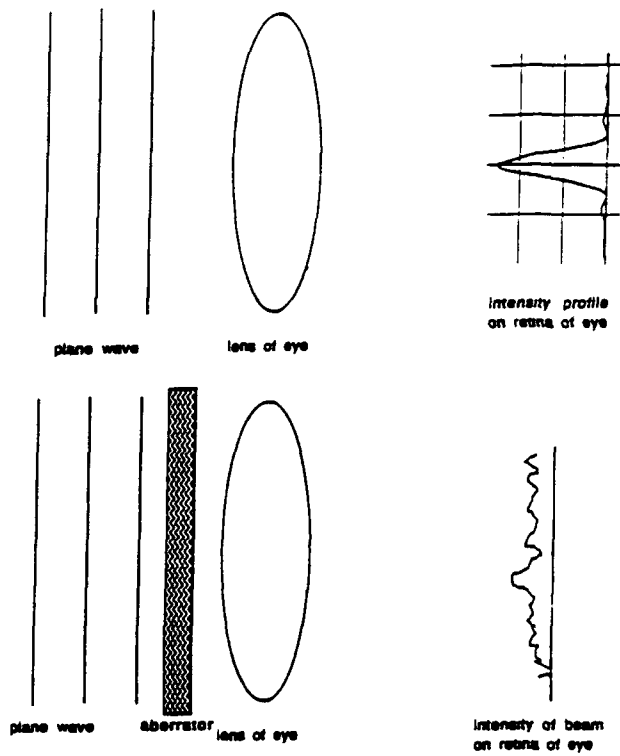 plane wave
lens of eye
intensity profile
on retina of eye
plane wave
aberrator
lens of eye
intensity of beam
on retina of eye